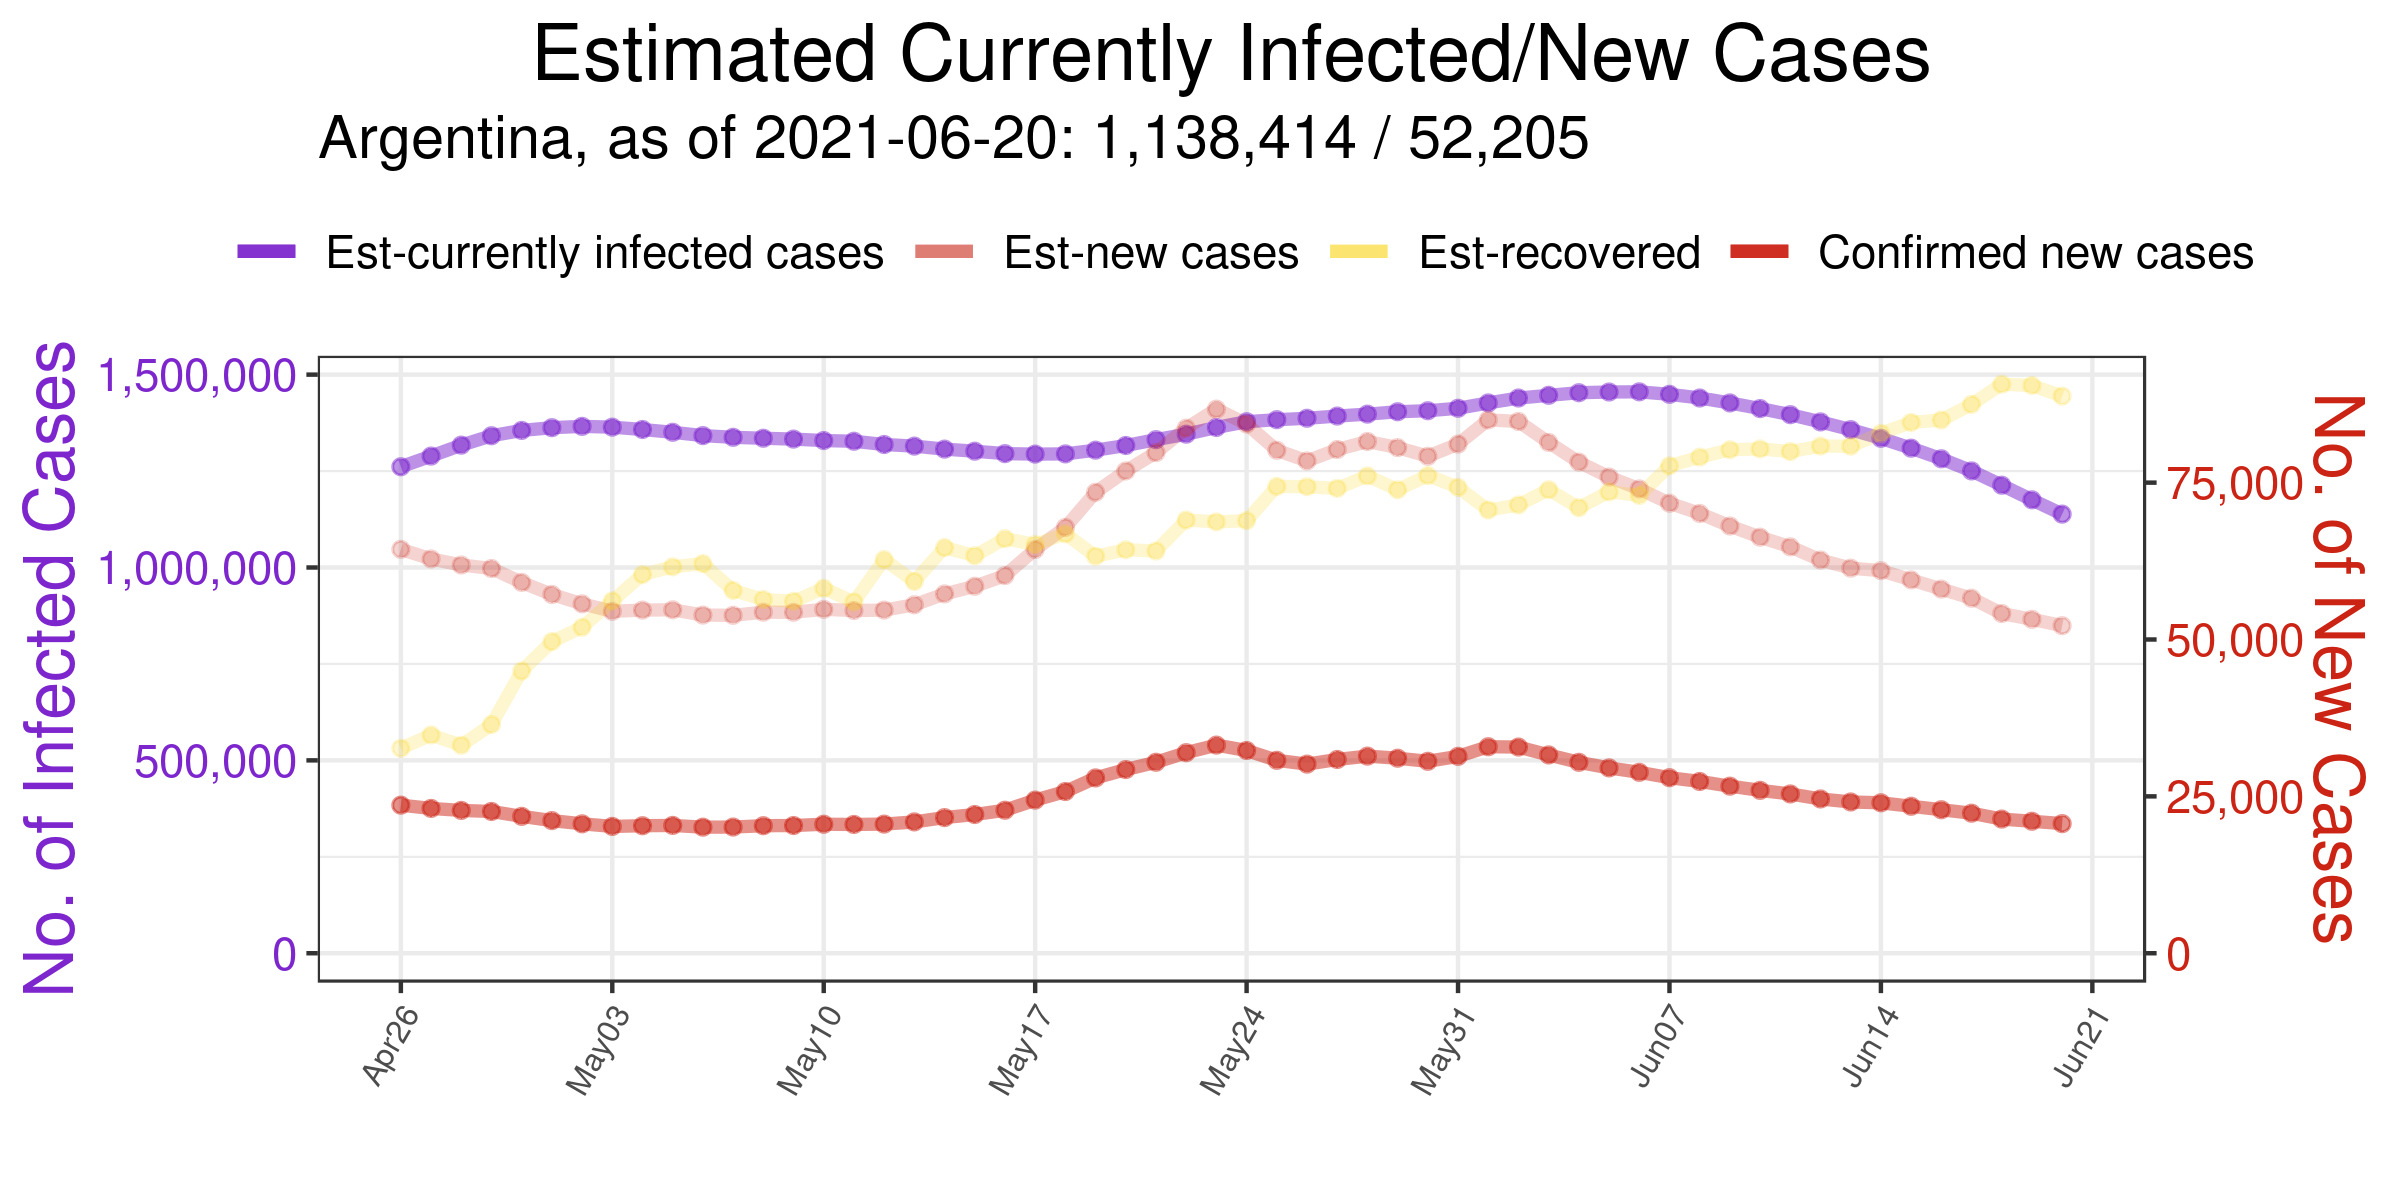 Estimated Currently Infected/New Cases
Argentina, as of 2021-06-20: 1,138,414 / 52,205
Est-currently infected cases Est-new cases Est-recovered Confirmed new cases
No. of Infected Cases
1,500,000
1,000,000
500,000
0
75,000
50,000
25,000
0
No. of New Cases
Apr26 May03 May10 May17 May24 May31 Jun07 Jun14 Jun21